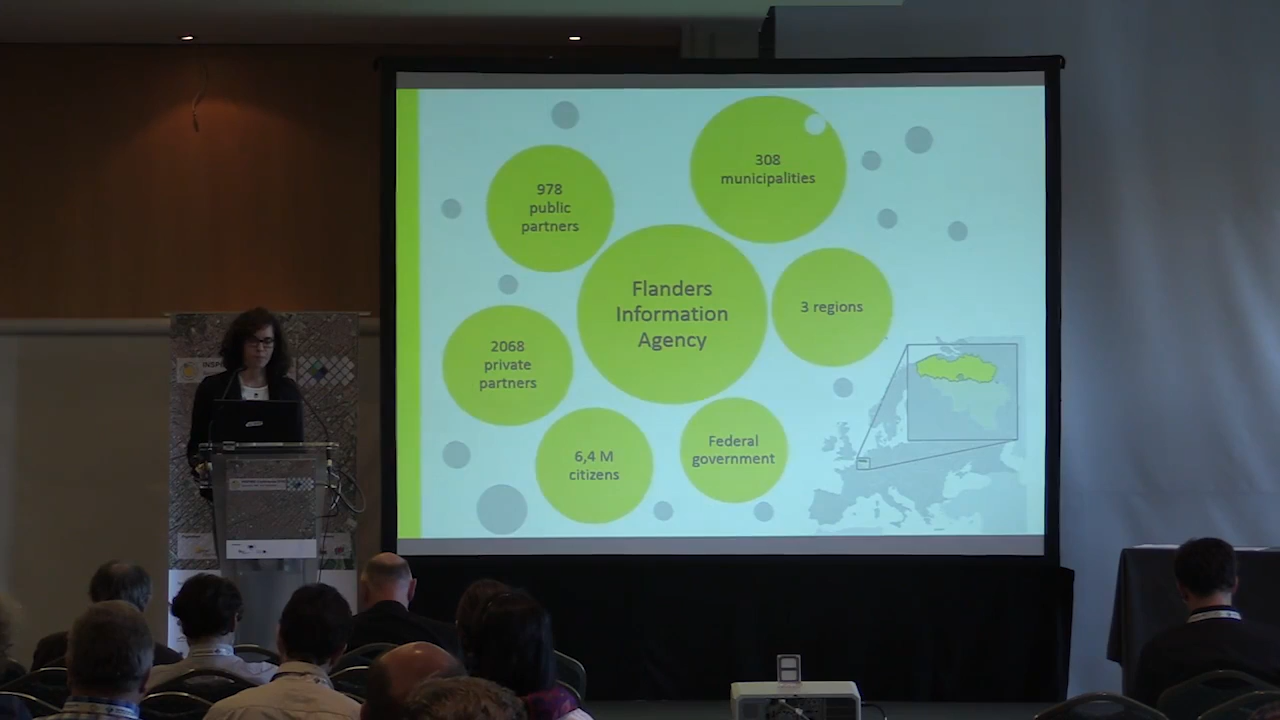 308
municipalities
978
public
partners
Flanders
Information
Agency
3 regions
2068
private
partners
6,4 M
citizens
Federal
government